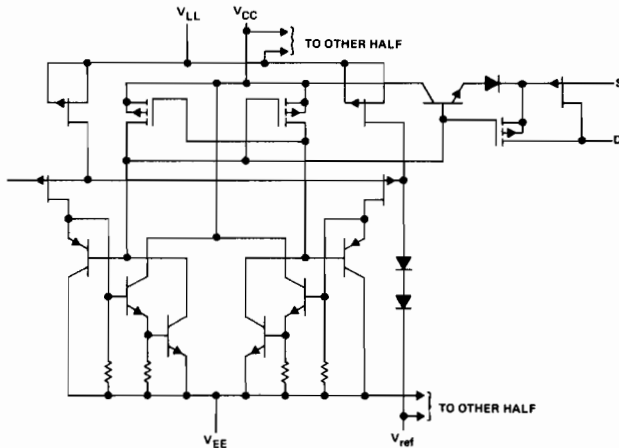 V_LL
V_CC
TO OTHER HALF
S
D
TO OTHER HALF
V_EE
V_ref